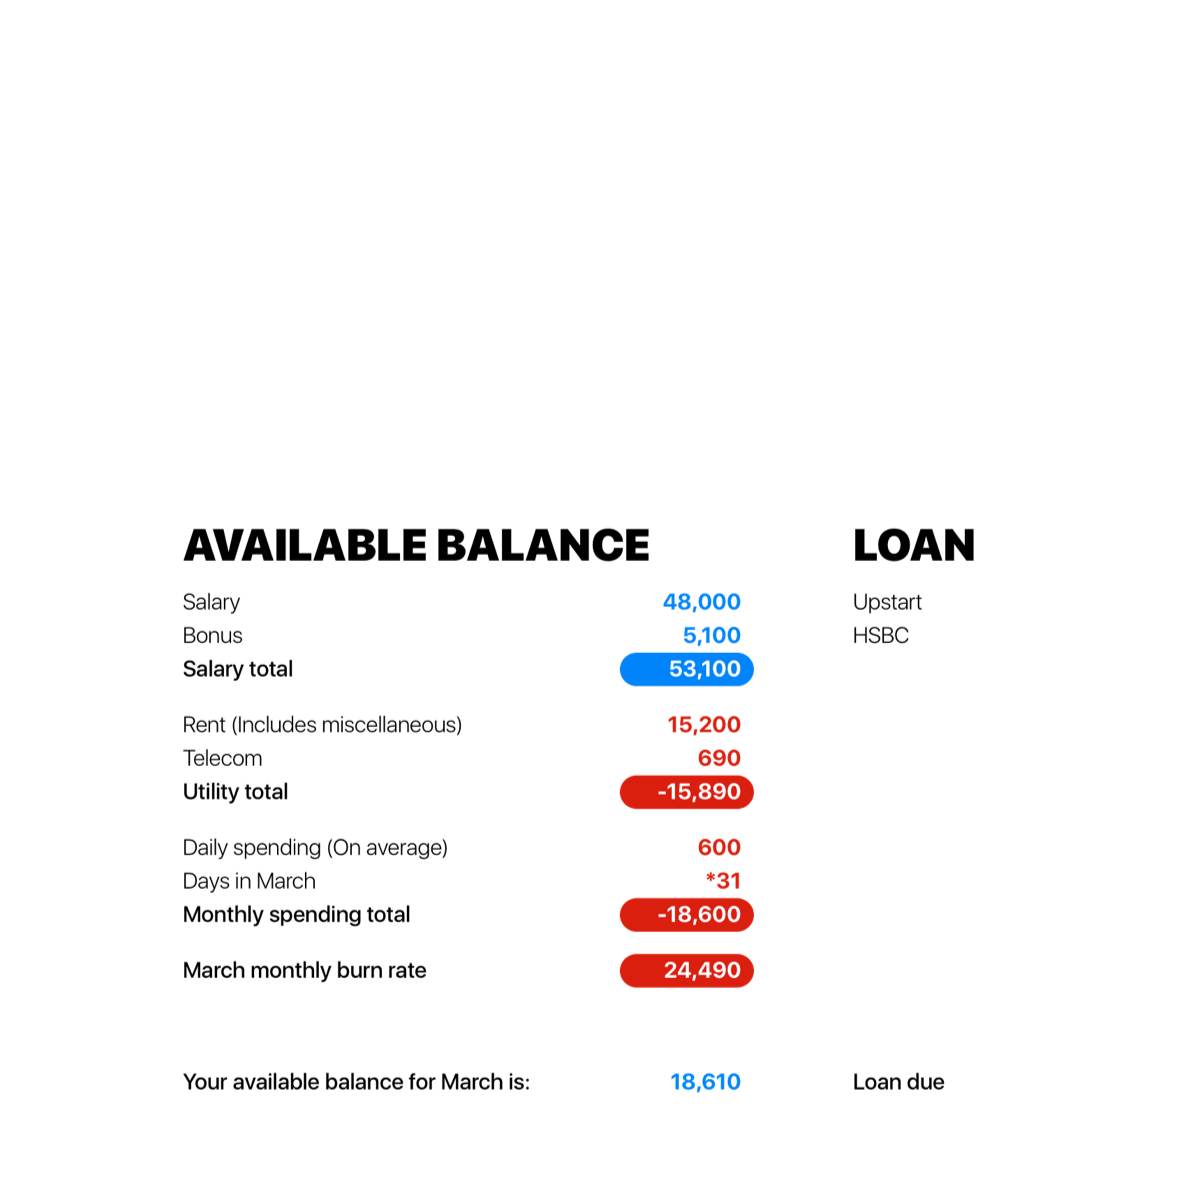 AVAILABLE BALANCE
Salary 48,000
Bonus 5,100
Salary total 53,100
Rent (Includes miscellaneous) 15,200
Telecom 690
Utility total -15,890
Daily spending (On average) 600
Days in March *31
Monthly spending total -18,600
March monthly burn rate 24,490
Your available balance for March is: 18,610
LOAN
Upstart
HSBC
Loan due